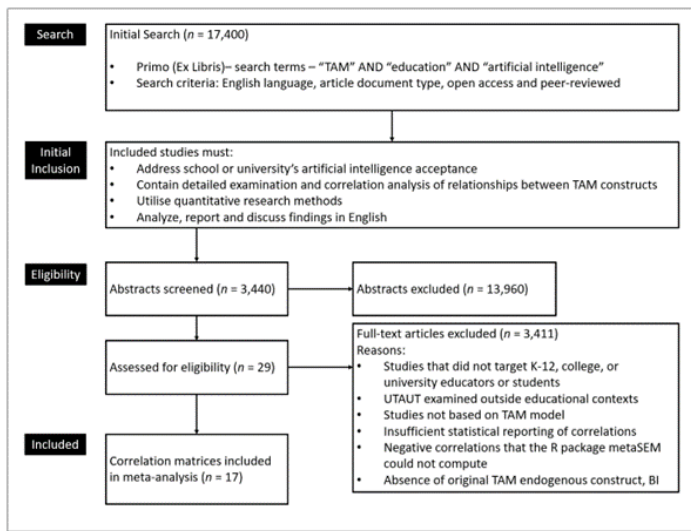 Search
Initial Search (n = 17,400)
• Primo (Ex Libris)– search terms – “TAM” AND “education” AND “artificial intelligence”
• Search criteria: English language, article document type, open access and peer-reviewed
Initial
Inclusion
Included studies must:
• Address school or university’s artificial intelligence acceptance
• Contain detailed examination and correlation analysis of relationships between TAM constructs
• Utilise quantitative research methods
• Analyze, report and discuss findings in English
Eligibility
Abstracts screened (n = 3,440)
Abstracts excluded (n = 13,960)
Assessed for eligibility (n = 29)
Full-text articles excluded (n = 3,411)
Reasons:
• Studies that did not target K-12, college, or
university educators or students
• UTAUT examined outside educational contexts
• Studies not based on TAM model
• Insufficient statistical reporting of correlations
• Negative correlations that the R package metaSEM
could not compute
• Absence of original TAM endogenous construct, BI
Included
Correlation matrices included
in meta-analysis (n = 17)